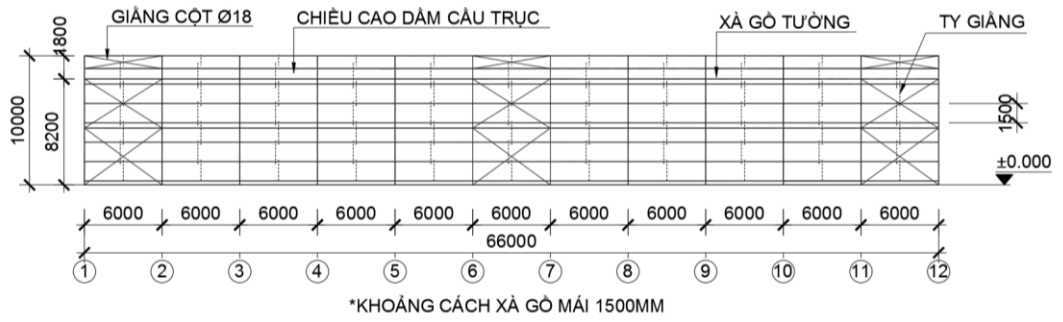 GIẰNG CỘT Ø18
CHIỀU CAO DẦM CẦU TRỤC
XÀ GỒ TƯỜNG
TY GIẰNG
1800
10000
8200
1500
±0.000
6000 6000 6000 6000 6000 6000 6000 6000 6000 6000 6000
66000
1 2 3 4 5 6 7 8 9 10 11 12
*KHOẢNG CÁCH XÀ GỒ MÁI 1500MM